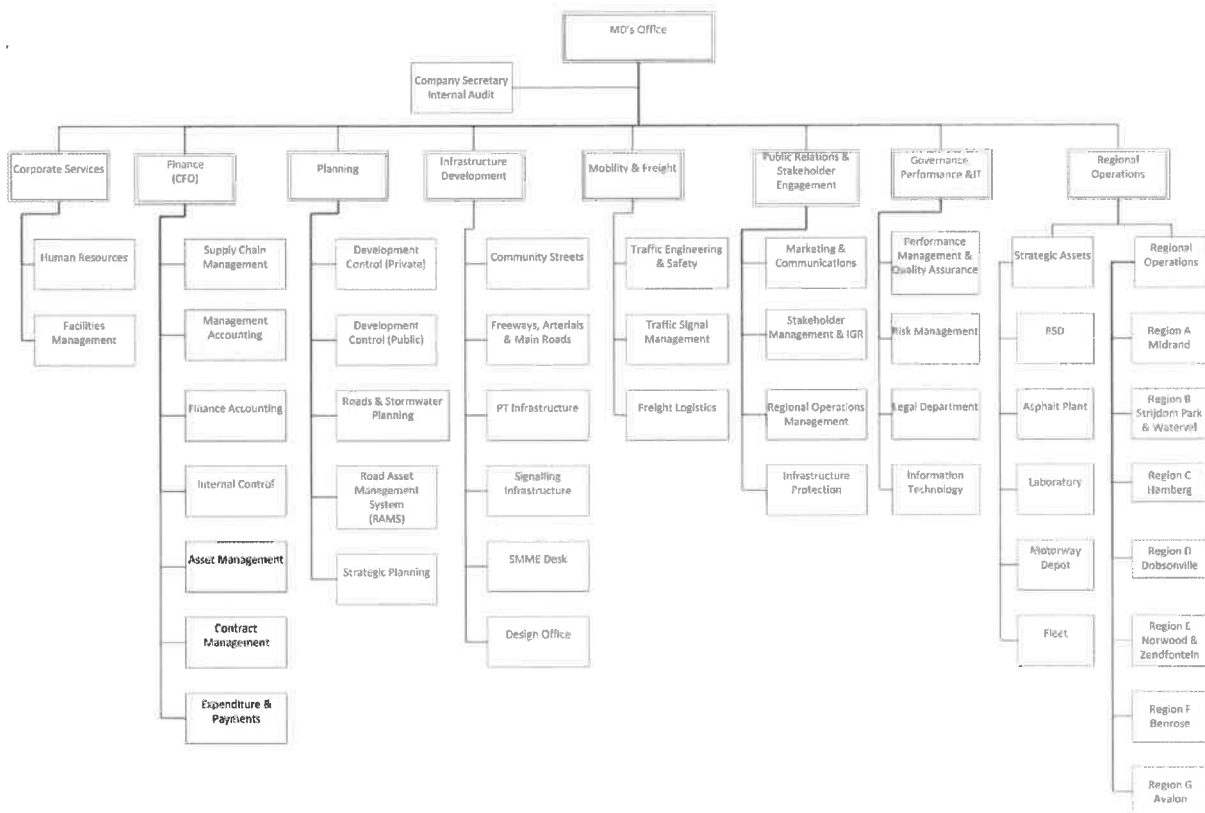 MD's Office
Company Secretary
Internal Audit
Corporate Services
Finance
(CFO)
Planning
Infrastructure
Development
Mobility & Freight
Public Relations &
Stakeholder
Engagement
Governance
Performance & IT
Regional
Operations
Human Resources
Facilities
Management
Supply Chain
Management
Management
Accounting
Finance Accounting
Internal Control
Asset Management
Contract
Management
Expenditure &
Payments
Development
Control (Private)
Development
Control (Public)
Roads & Stormwater
Planning
Road Asset
Management
System
(RAMS)
Strategic Planning
Community Streets
Freeways, Arterials
& Main Roads
PT Infrastructure
Signalling
Infrastructure
SMME Desk
Design Office
Traffic Engineering
& Safety
Traffic Signal
Management
Freight Logistics
Marketing &
Communications
Stakeholder
Management & IGR
Regional Operations
Management
Infrastructure
Protection
Performance
Management &
Quality Assurance
Risk Management
Legal Department
Information
Technology
Strategic Assets
RSD
Asphalt Plant
Laboratory
Motorway
Depot
Fleet
Regional
Operations
Region A
Midrand
Region B
Strijdom Park
& Waterval
Region C
Hamberg
Region D
Dobsonville
Region E
Norwood &
Zandfontein
Region F
Benrose
Region G
Avalon